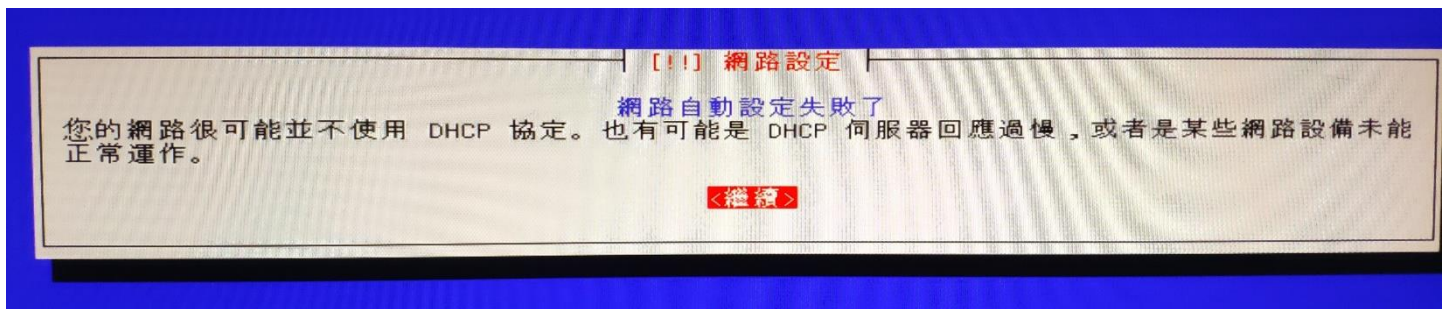 [!!] 網路設定
網路自動設定失敗了
您的網路很可能並不使用 DHCP 協定。也有可能是 DHCP 伺服器回應過慢，或者是某些網路設備未能
正常運作。
<繼續>